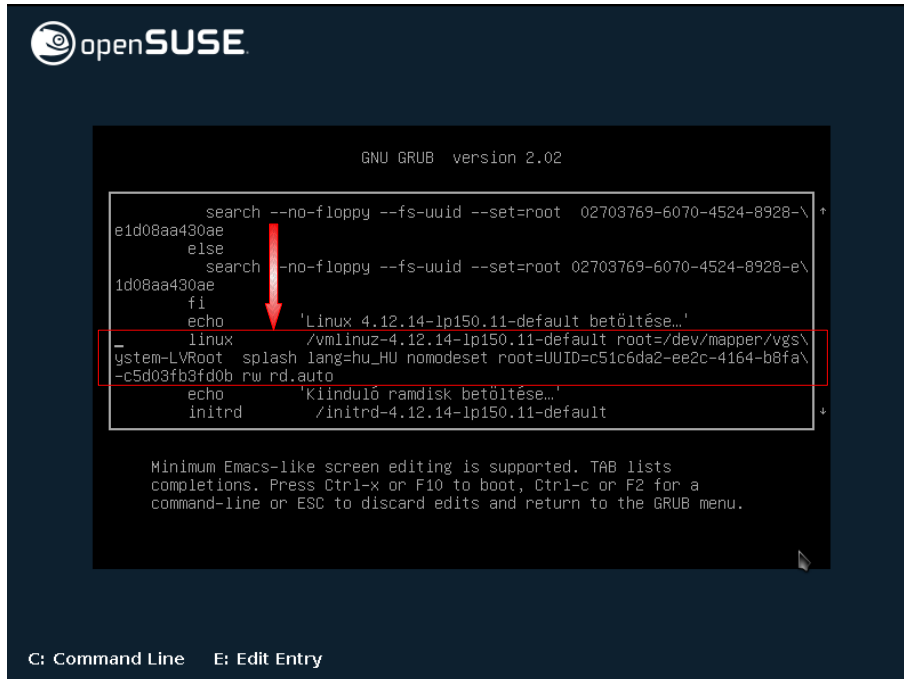 openSUSE.
GNU GRUB version 2.02
search --no-floppy --fs-uuid --set=root 02703769-6070-4524-8928-\
e1d08aa430ae
else
search --no-floppy --fs-uuid --set=root 02703769-6070-4524-8928-e\
1d08aa430ae
fi
echo 'Linux 4.12.14-lp150.11-default betöltése…'
linux /vmlinuz-4.12.14-lp150.11-default root=/dev/mapper/vgs\
ystem-LVRoot splash lang=hu_HU nomodeset root=UUID=c51c6da2-ee2c-4164-b8fa\
-c5d03fb3fd0b rw rd.auto
echo 'Kiinduló ramdisk betöltése…'
initrd /initrd-4.12.14-lp150.11-default
Minimum Emacs-like screen editing is supported. TAB lists
completions. Press Ctrl-x or F10 to boot, Ctrl-c or F2 for a
command-line or ESC to discard edits and return to the GRUB menu.
C: Command Line E: Edit Entry